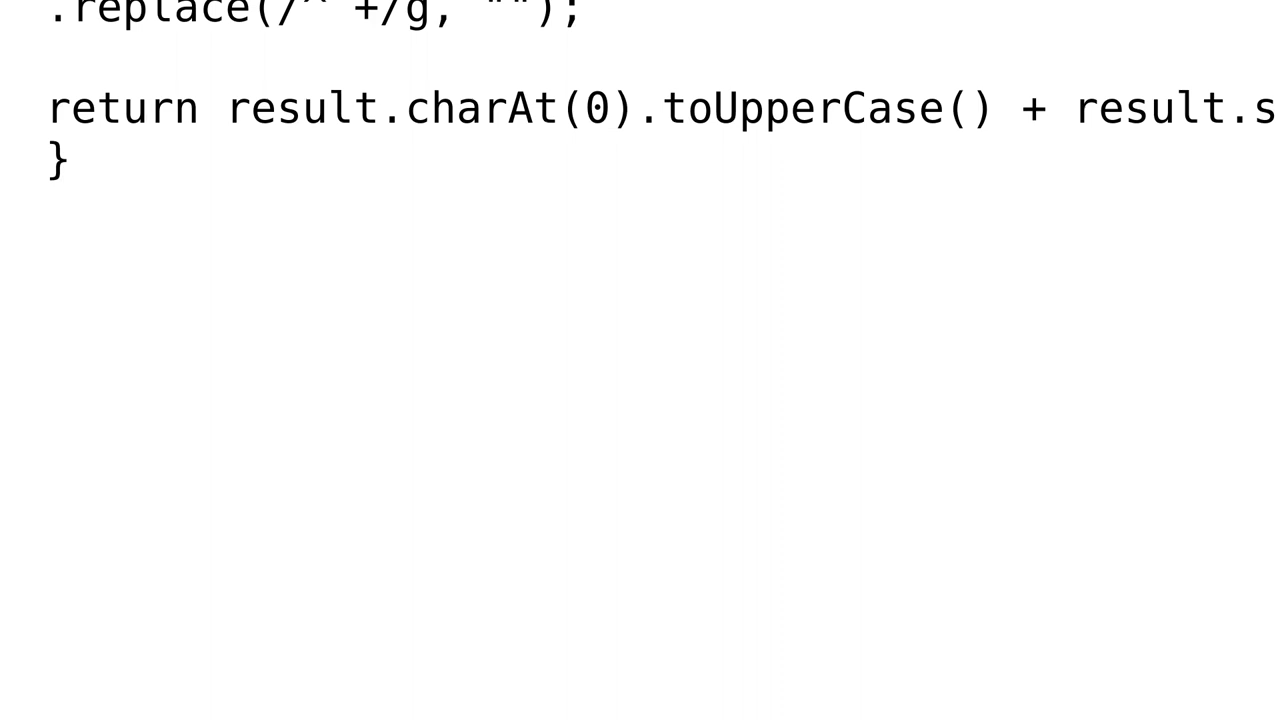 .replace(/^ +/g, "");
return result.charAt(0).toUpperCase() + result.s
}